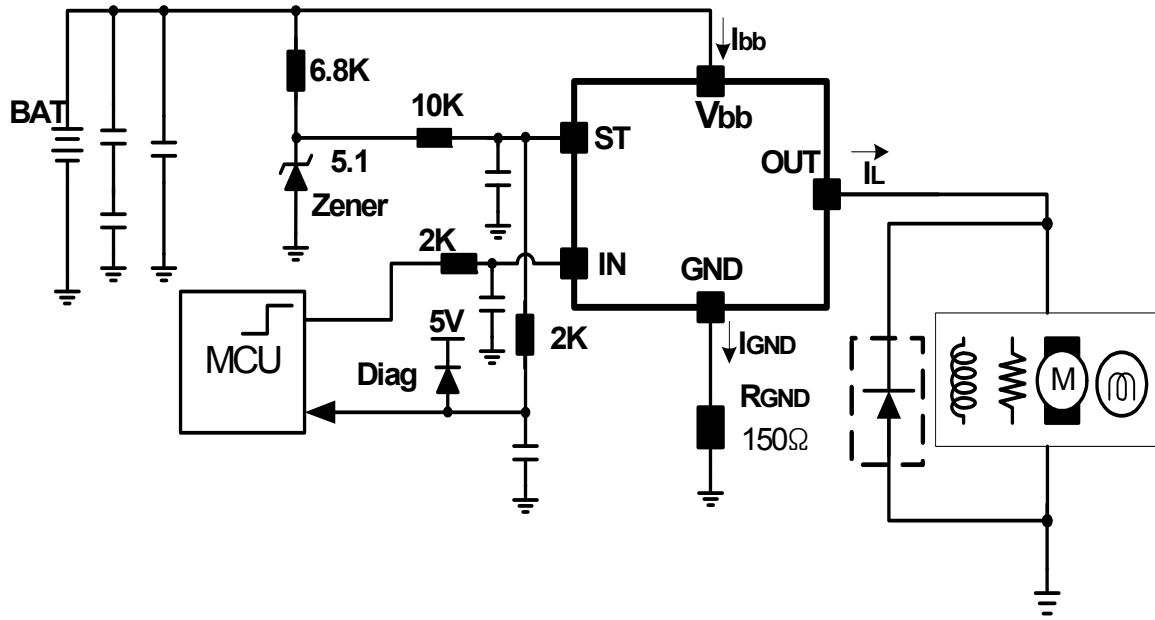 Ibb
6.8K
BAT
10K
Vbb
ST
OUT
IL
5.1
Zener
2K
IN
GND
5V
2K
IGND
MCU
Diag
M
RGND
150Ω